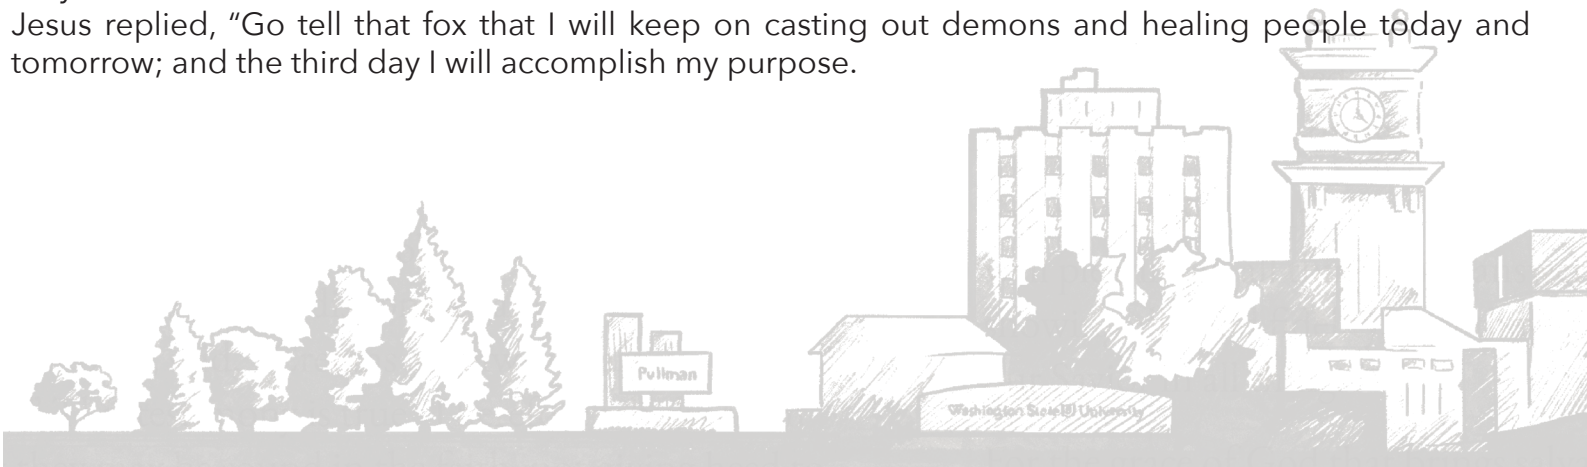 Jesus replied, “Go tell that fox that I will keep on casting out demons and healing people today and
tomorrow; and the third day I will accomplish my purpose.
Pullman
Washington State University